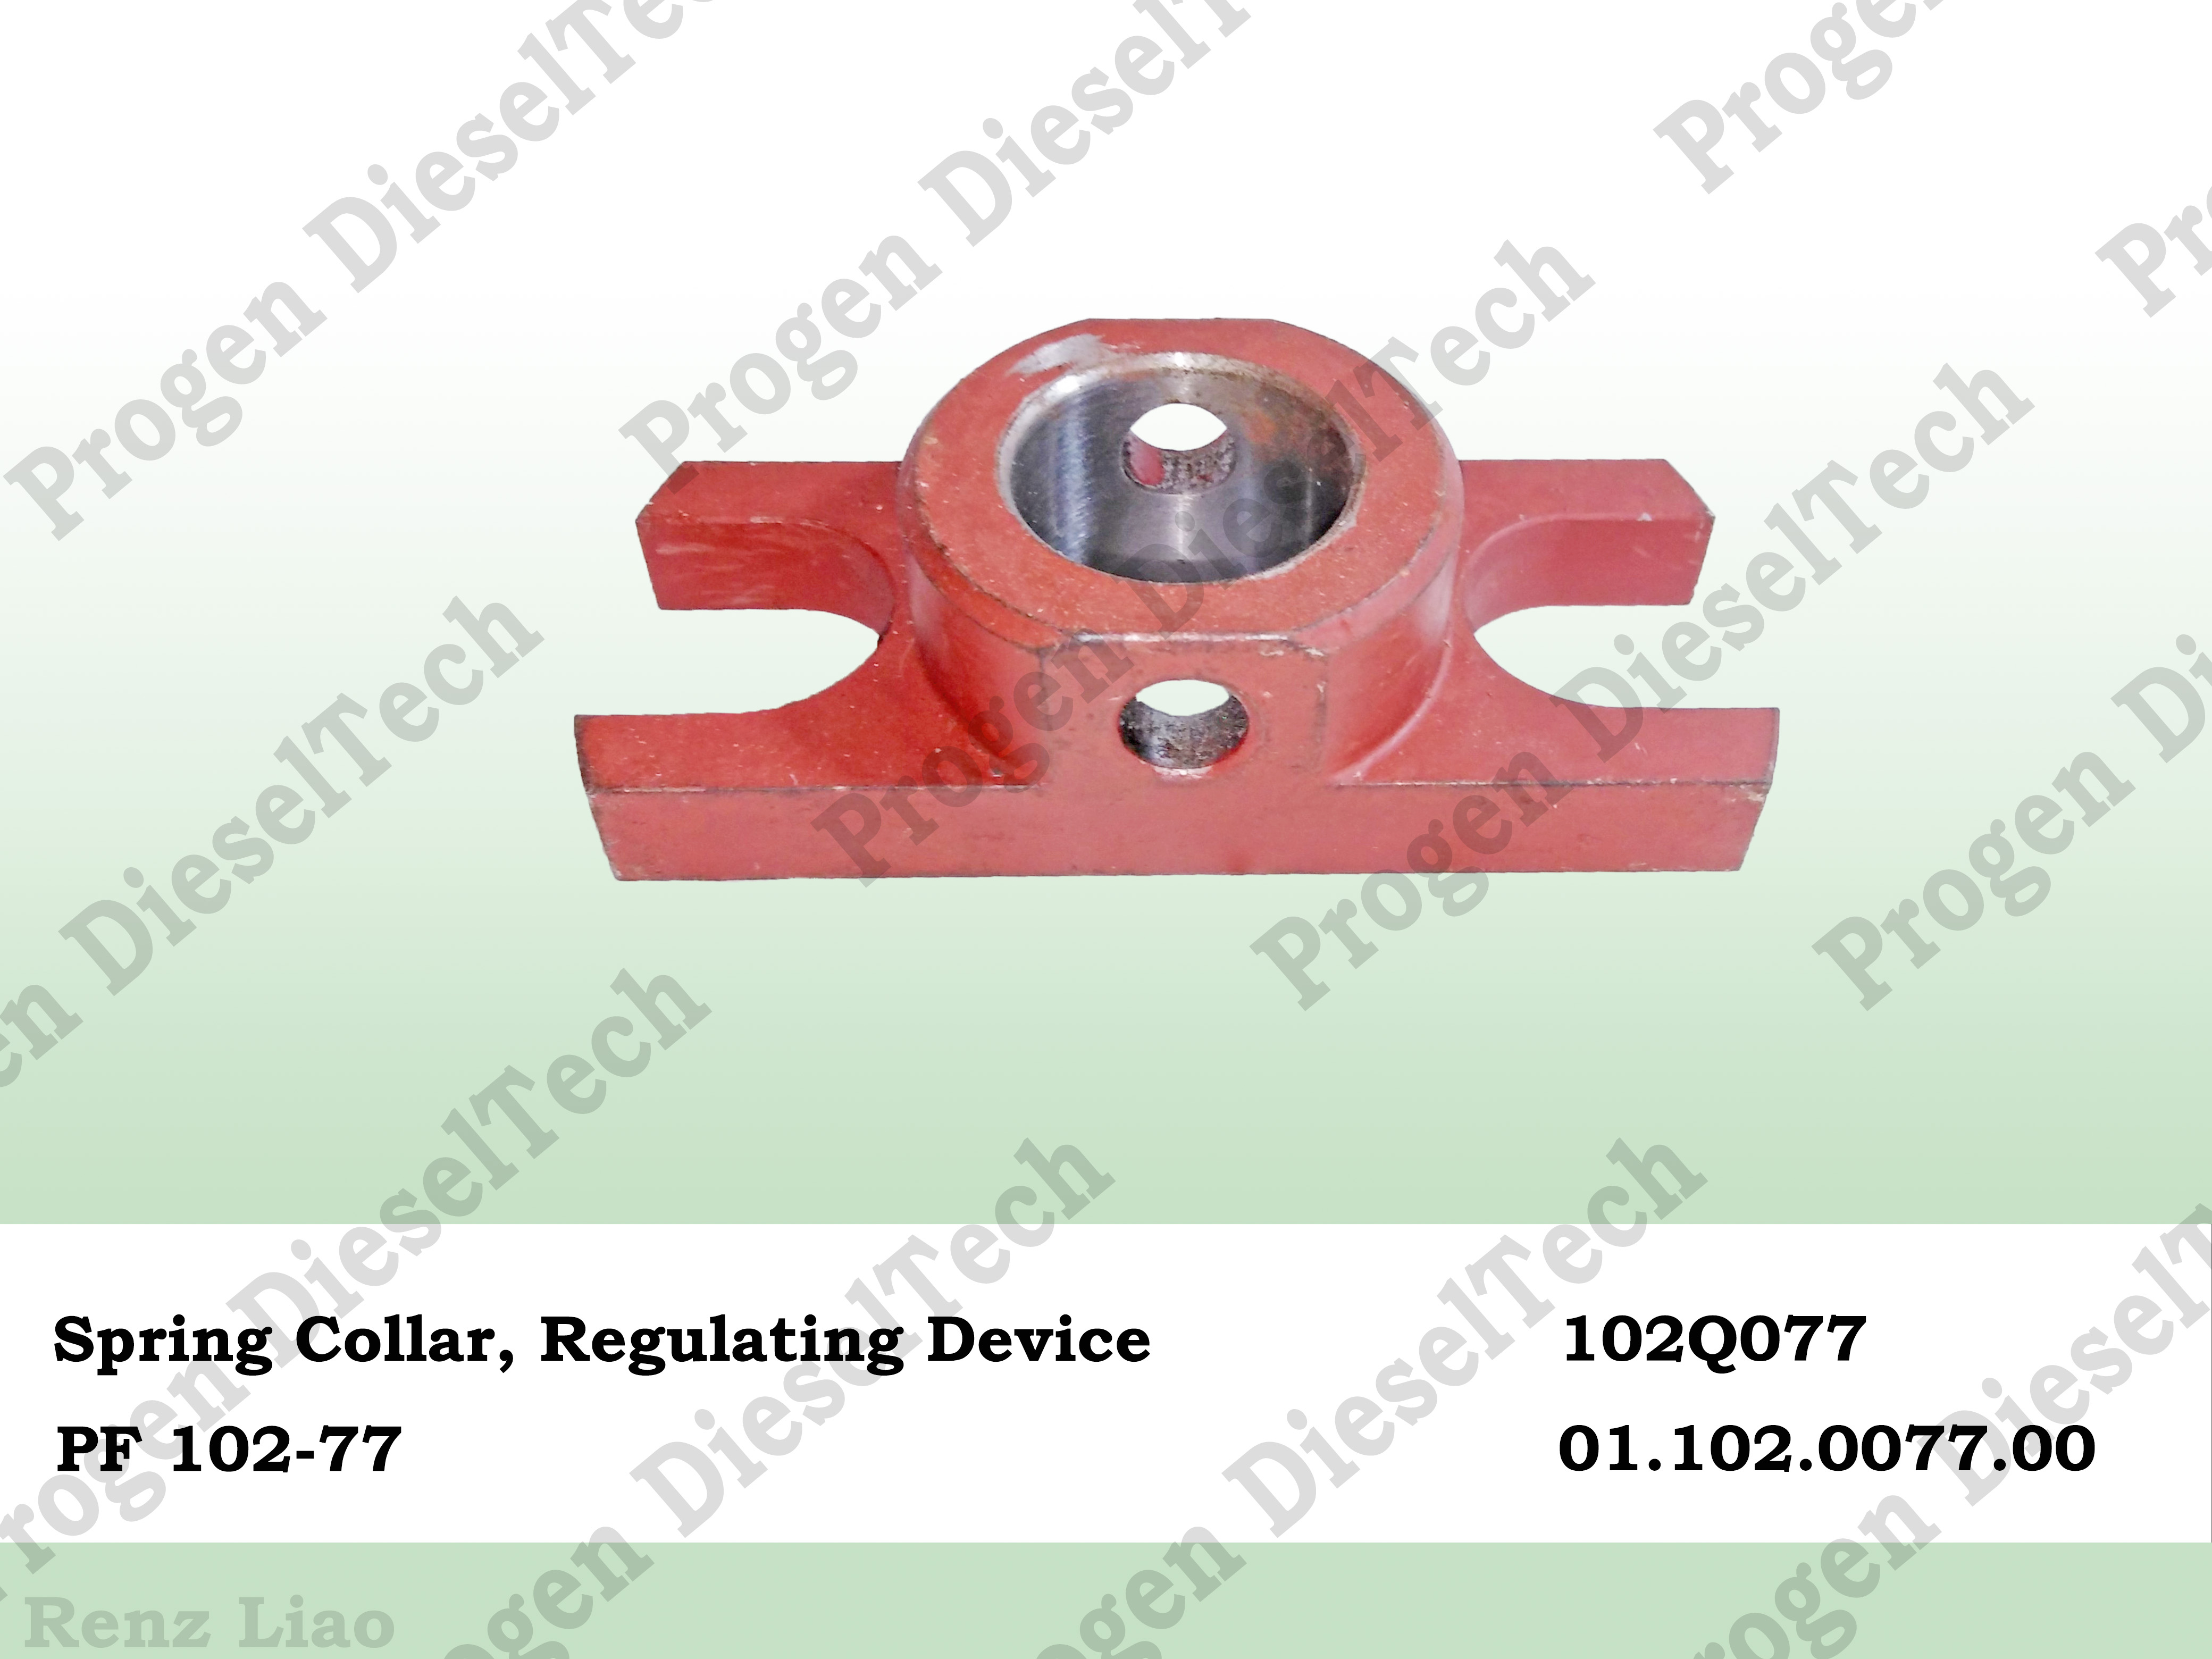 Progen DieselTech
Progen DieselTech
Progen DieselTech
Progen DieselTech
Progen DieselTech
Spring Collar, Regulating Device 102Q077
PF 102-77 01.102.0077.00
Renz Liao